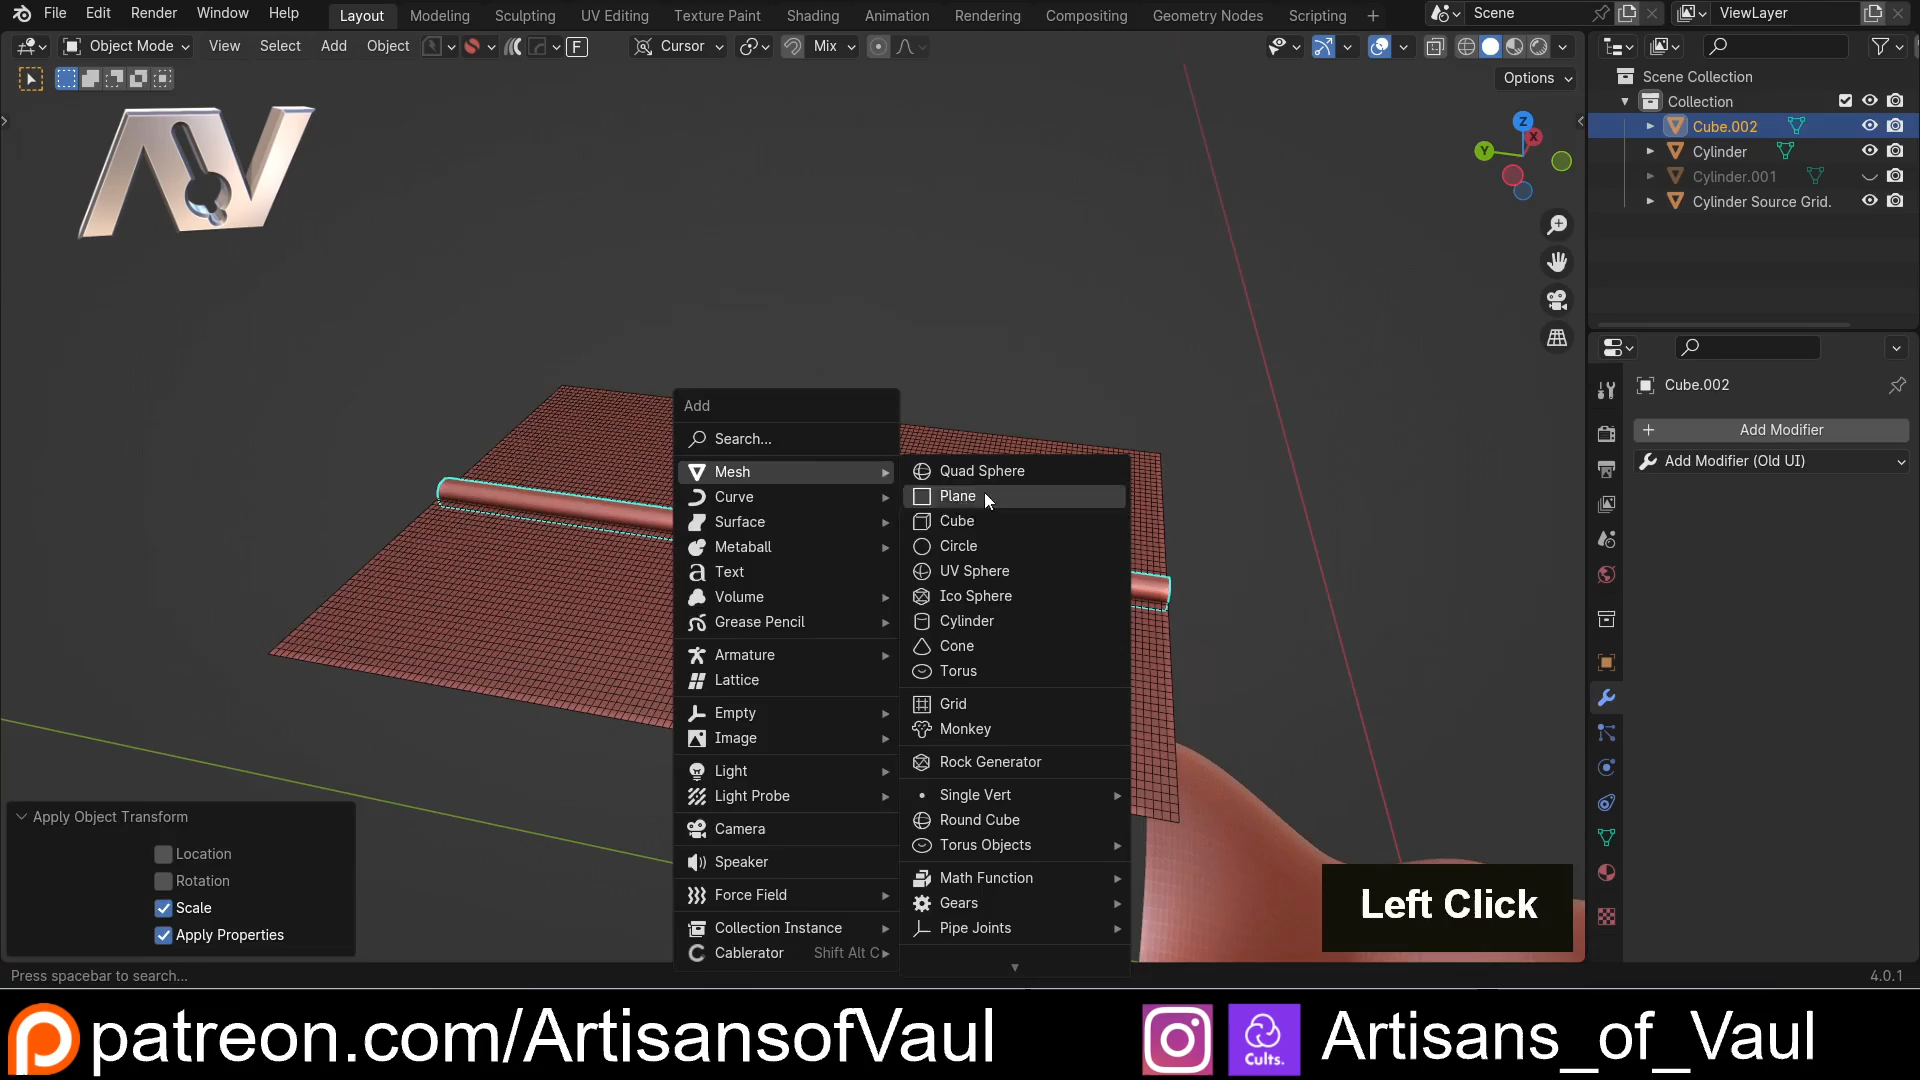 File Edit Render Window Help Layout Modeling Sculpting UV Editing Texture Paint Shading Animation Rendering Compositing Geometry Nodes Scripting + Scene ViewLayer
Object Mode View Select Add Object F Cursor Mix
Options
Scene Collection
Collection
Cube.002
Cylinder
Cylinder.001
Cylinder Source Grid.
AV
Z
X
Y
Cube.002
Add Modifier
Add Modifier (Old UI)
Add
Search...
Mesh
Curve
Surface
Metaball
Text
Volume
Grease Pencil
Armature
Lattice
Empty
Image
Light
Light Probe
Camera
Speaker
Force Field
Collection Instance
Cablerator Shift Alt C
Quad Sphere
Plane
Cube
Circle
UV Sphere
Ico Sphere
Cylinder
Cone
Torus
Grid
Monkey
Rock Generator
Single Vert
Round Cube
Torus Objects
Math Function
Gears
Pipe Joints
Apply Object Transform
Location
Rotation
Scale
Apply Properties
Left Click
Press spacebar to search...
4.0.1
patreon.com/ArtisansofVaul
Cults.
Artisans_of_Vaul